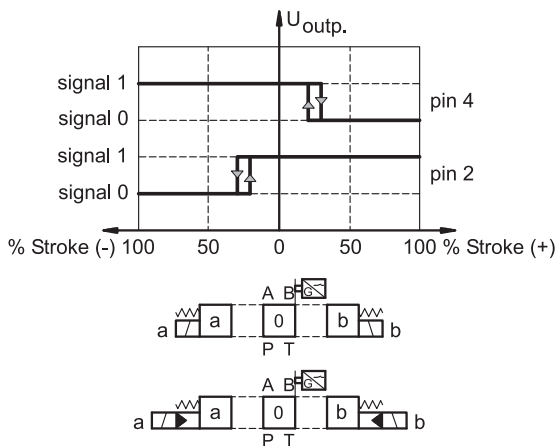 U outp.
signal 1
signal 0
pin 4
signal 1
signal 0
pin 2
% Stroke (-) 100 50 0 50 100 % Stroke (+)
A B G
a a 0 b b
P T
A B G
a a 0 b b
P T